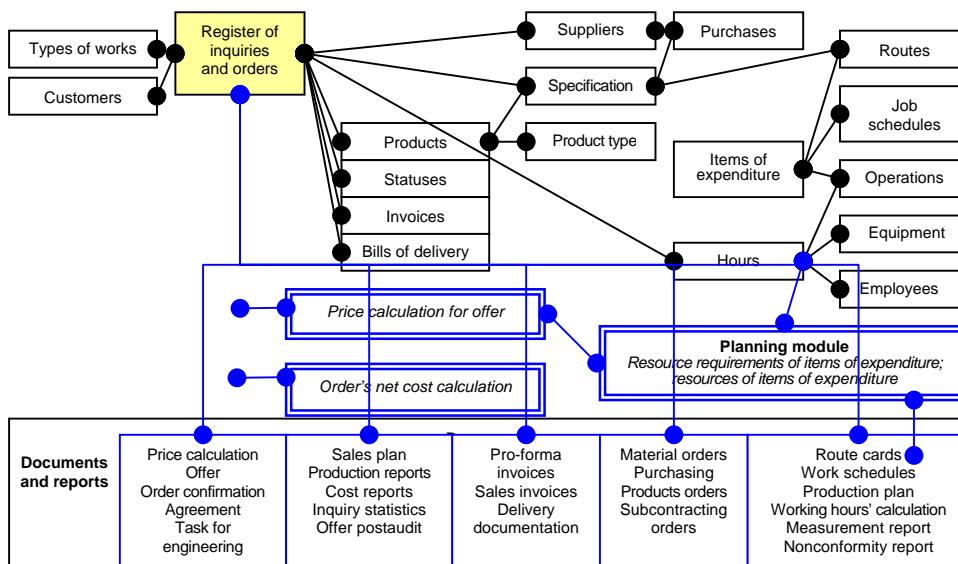 Types of works
Customers
Register of
inquiries
and orders
Suppliers
Purchases
Specification
Products
Product type
Statuses
Invoices
Bills of delivery
Items of
expenditure
Hours
Routes
Job
schedules
Operations
Equipment
Employees
Price calculation for offer
Order's net cost calculation
Planning module
Resource requirements of items of expenditure;
resources of items of expenditure
Documents
and reports
Price calculation
Offer
Order confirmation
Agreement
Task for
engineering
Sales plan
Production reports
Cost reports
Inquiry statistics
Offer postaudit
Pro-forma
invoices
Sales invoices
Delivery
documentation
Material orders
Purchasing
Products orders
Subcontracting
orders
Route cards
Work schedules
Production plan
Working hours' calculation
Measurement report
Nonconformity report